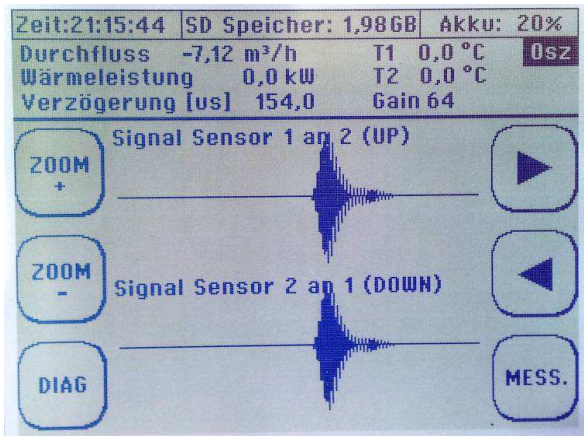 Zeit:21:15:44 SD Speicher: 1,98GB Akku: 20%
Durchfluss -7,12 m³/h T1 0,0 °C Osz
Wärmeleistung 0,0 kW T2 0,0 °C
Verzögerung [us] 154,0 Gain 64
Signal Sensor 1 an 2 (UP)
ZOOM
+
ZOOM
-
Signal Sensor 2 an 1 (DOWN)
DIAG
MESS.